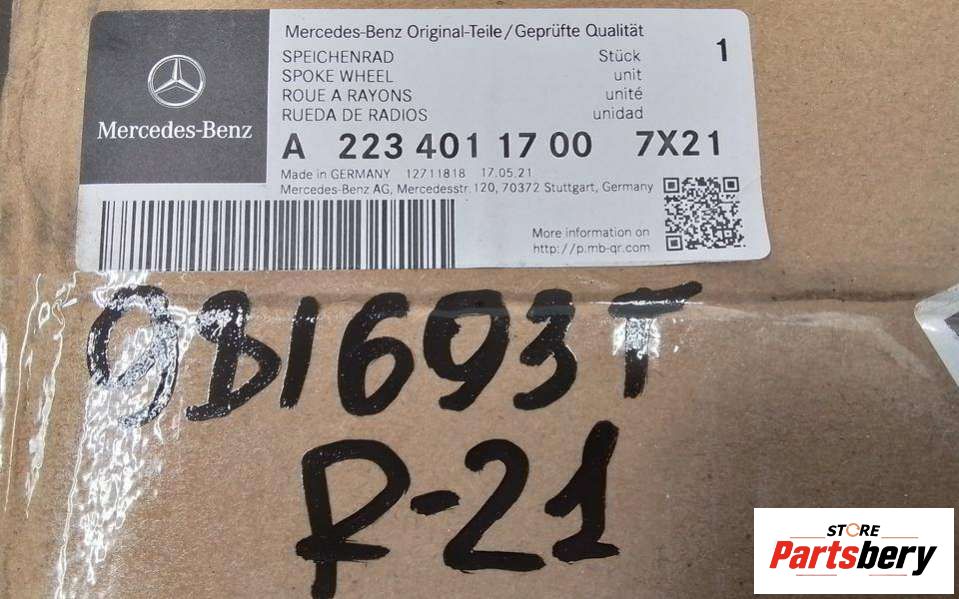 Mercedes-Benz
Mercedes-Benz Original-Teile/Geprüfte Qualität
SPEICHENRAD Stück 1
SPOKE WHEEL unit
ROUE A RAYONS unité
RUEDA DE RADIOS unidad
A 223 401 17 00 7X21
Made in GERMANY 12711818 17.05.21
Mercedes-Benz AG, Mercedesstr. 120, 70372 Stuttgart, Germany
More information on
http://p.mb-qr.com
9B1693T
R-21
STORE
Partsbery